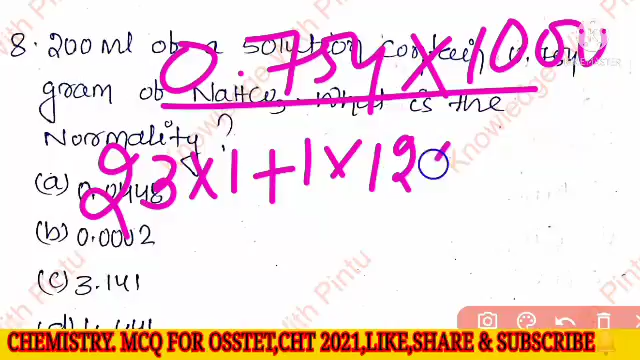 8. 200 ml of a solution contain 0.754
gram of NaHCO3. What is the
Normality?
0.754 × 1000
23×1+1×12
(a) 0.0448
(b) 0.0002
(c) 3.141
(d)
CHEMISTRY. MCQ FOR OSSTET,CHT 2021,LIKE,SHARE & SUBSCRIBE